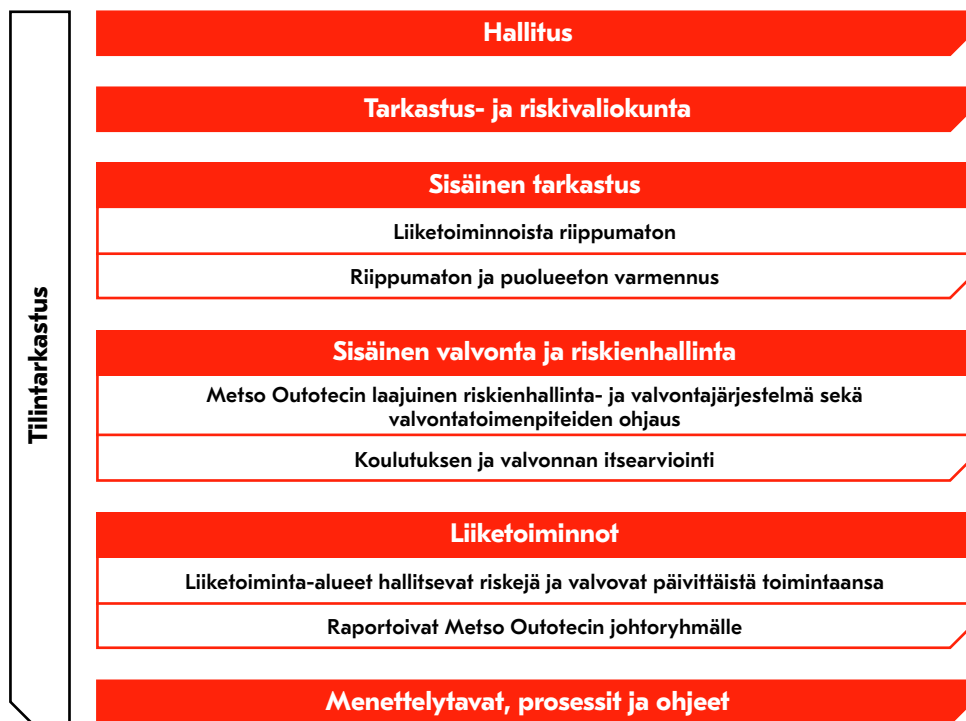 Tilintarkastus
Hallitus
Tarkastus- ja riskivaliokunta
Sisäinen tarkastus
Liiketoiminnoista riippumaton
Riippumaton ja puolueeton varmennus
Sisäinen valvonta ja riskienhallinta
Metso Outotecin laajuinen riskienhallinta- ja valvontajärjestelmä sekä
valvontatoimenpiteiden ohjaus
Koulutuksen ja valvonnan itsearviointi
Liiketoiminnot
Liiketoiminta-alueet hallitsevat riskejä ja valvovat päivittäistä toimintaansa
Raportoivat Metso Outotecin johtoryhmälle
Menettelytavat, prosessit ja ohjeet